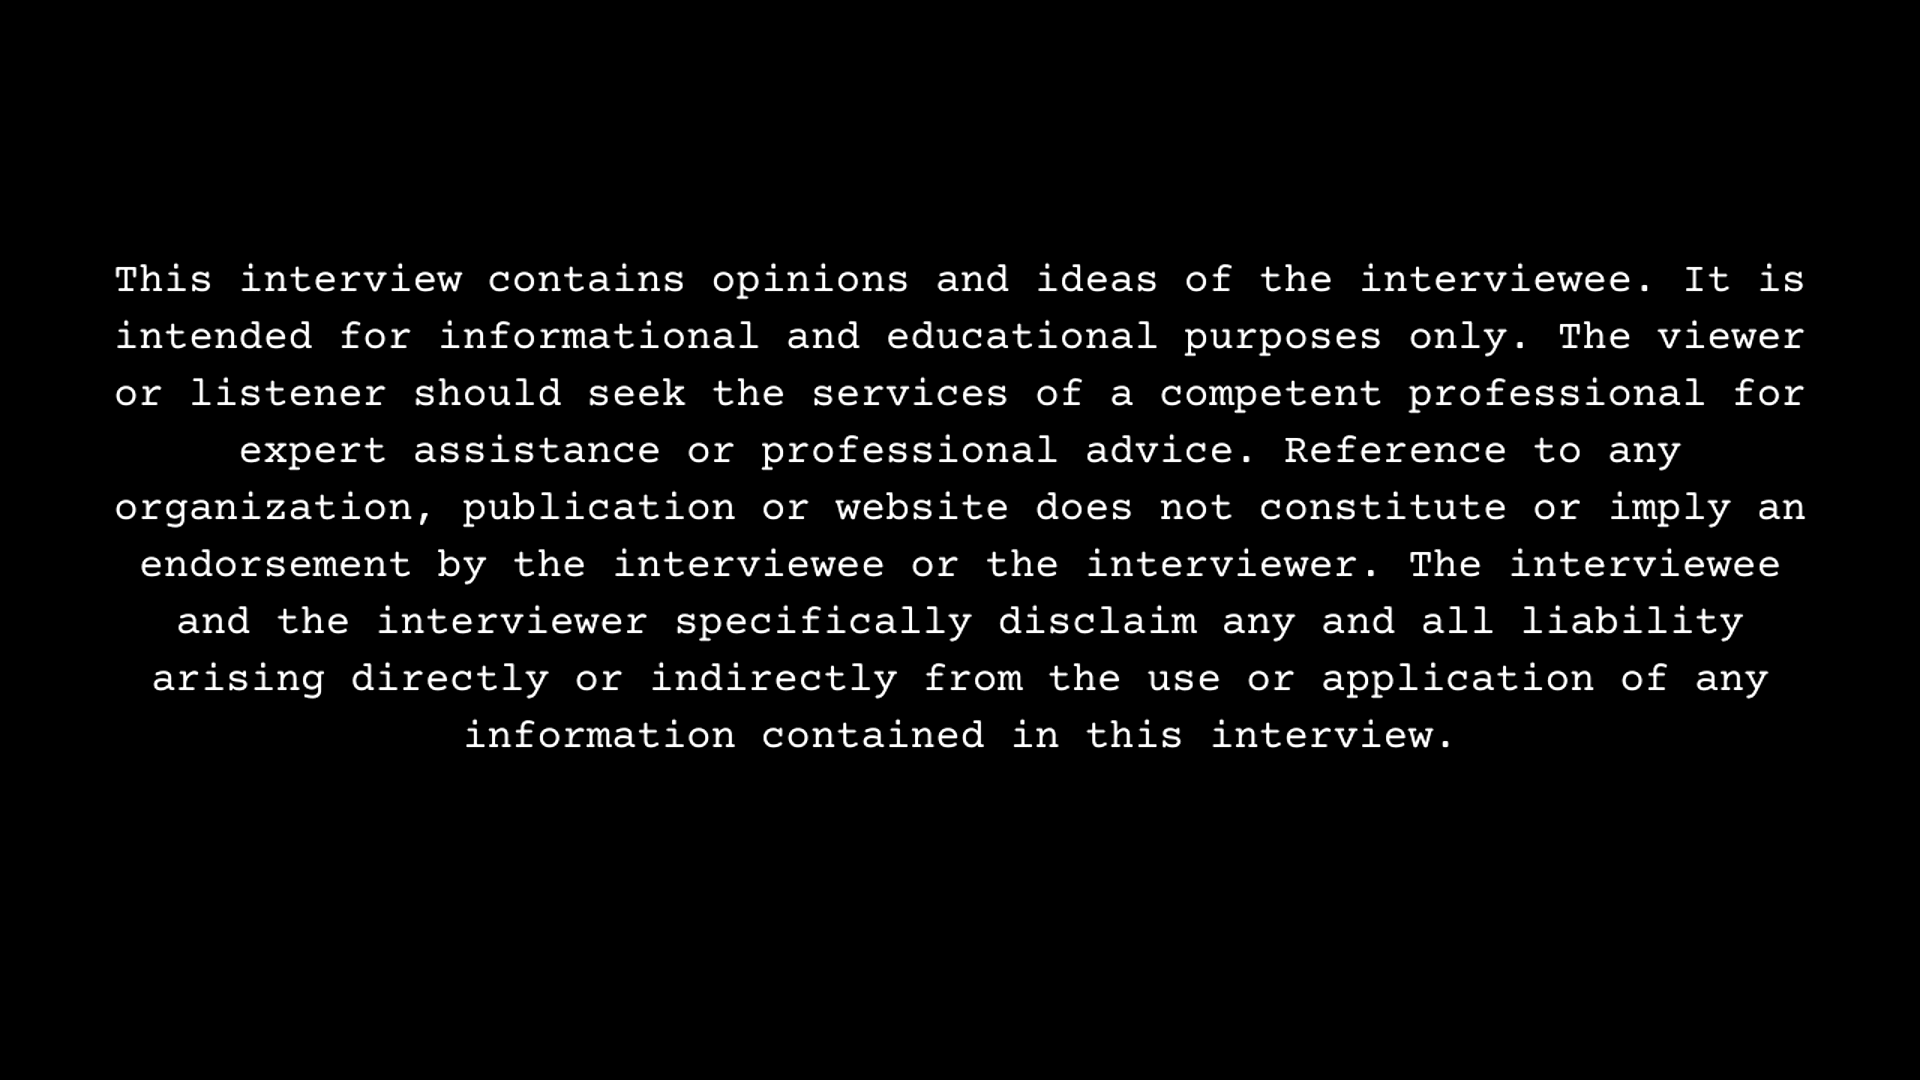 This interview contains opinions and ideas of the interviewee. It is
intended for informational and educational purposes only. The viewer
or listener should seek the services of a competent professional for
expert assistance or professional advice. Reference to any
organization, publication or website does not constitute or imply an
endorsement by the interviewee or the interviewer. The interviewee
and the interviewer specifically disclaim any and all liability
arising directly or indirectly from the use or application of any
information contained in this interview.